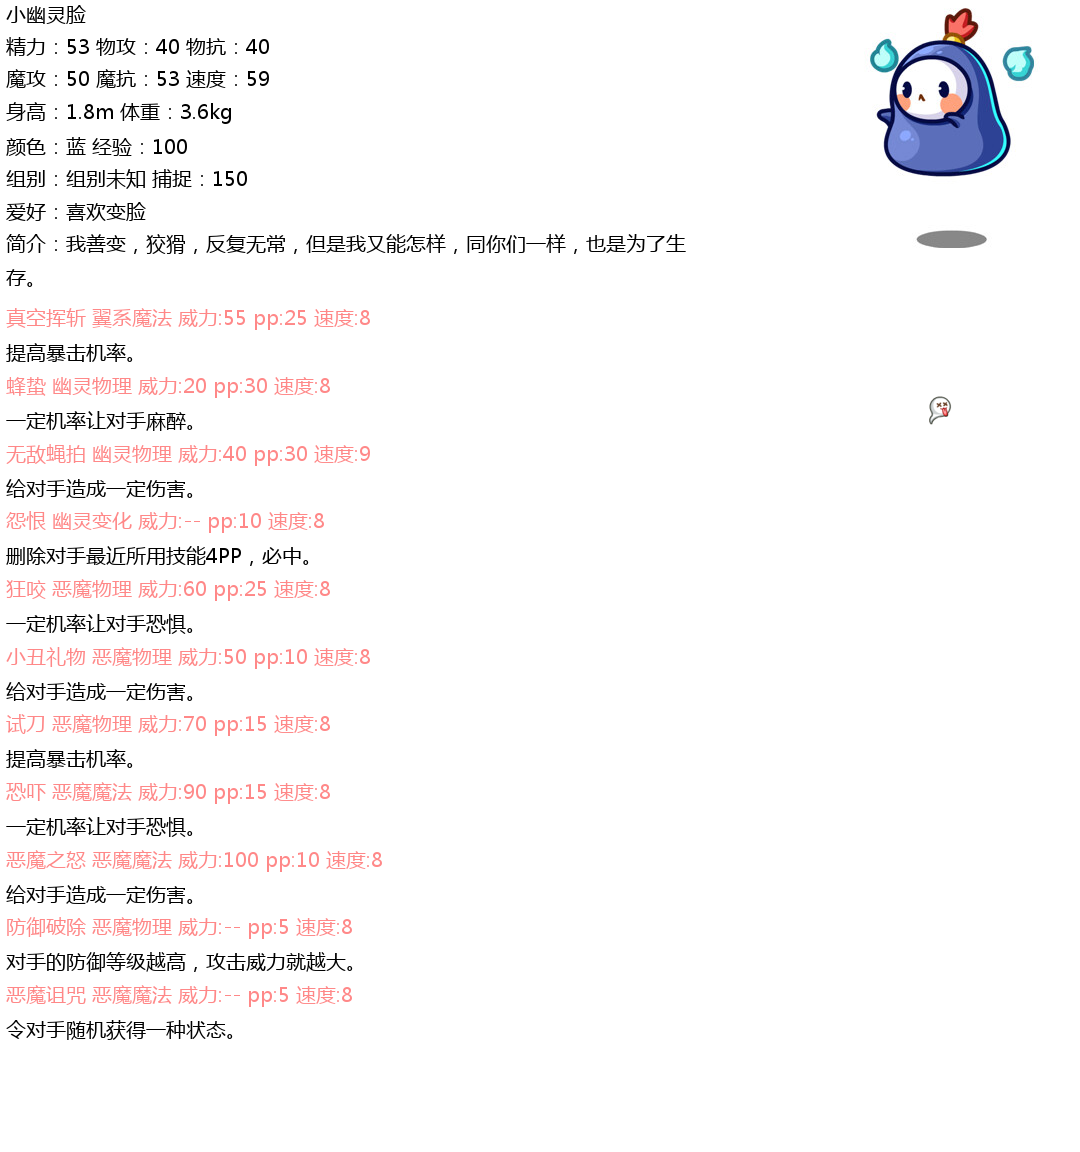 小幽灵脸
精力：53 物攻：40 物抗：40
魔攻：50 魔抗：53 速度：59
身高：1.8m 体重：3.6kg
颜色：蓝 经验：100
组别：组别未知 捕捉：150
爱好：喜欢变脸
简介：我善变，狡猾，反复无常，但是我又能怎样，同你们一样，也是为了生
存。
真空挥斩 翼系魔法 威力:55 pp:25 速度:8
提高暴击机率。
蜂蛰 幽灵物理 威力:20 pp:30 速度:8
一定机率让对手麻醉。
无敌蝇拍 幽灵物理 威力:40 pp:30 速度:9
给对手造成一定伤害。
怨恨 幽灵变化 威力:-- pp:10 速度:8
删除对手最近所用技能4PP，必中。
狂咬 恶魔物理 威力:60 pp:25 速度:8
一定机率让对手恐惧。
小丑礼物 恶魔物理 威力:50 pp:10 速度:8
给对手造成一定伤害。
试刀 恶魔物理 威力:70 pp:15 速度:8
提高暴击机率。
恐吓 恶魔魔法 威力:90 pp:15 速度:8
一定机率让对手恐惧。
恶魔之怒 恶魔魔法 威力:100 pp:10 速度:8
给对手造成一定伤害。
防御破除 恶魔物理 威力:-- pp:5 速度:8
对手的防御等级越高，攻击威力就越大。
恶魔诅咒 恶魔魔法 威力:-- pp:5 速度:8
令对手随机获得一种状态。